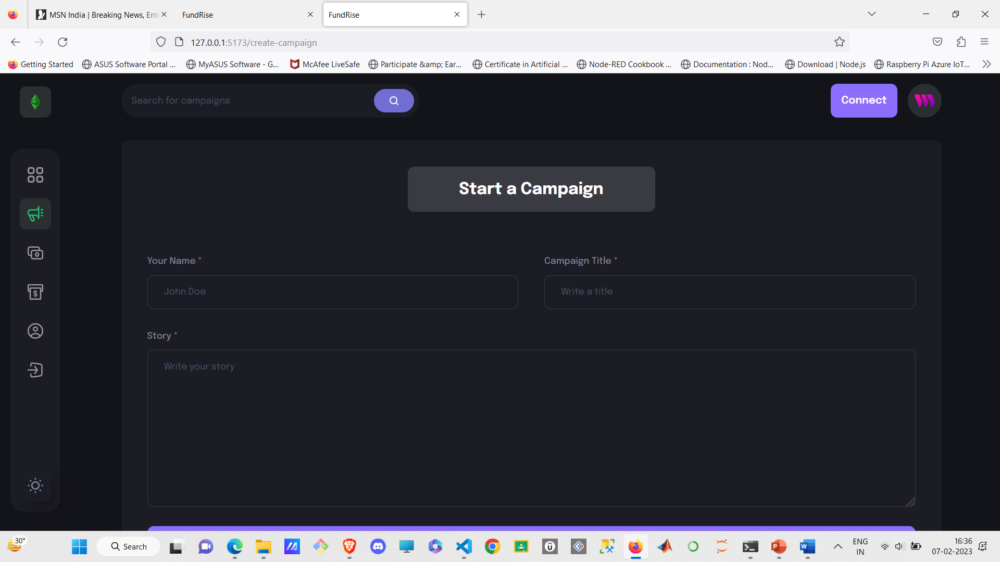 MSN India | Breaking News, Ente
FundRise
FundRise
127.0.0.1:5173/create-campaign
Getting Started
ASUS Software Portal ...
MyASUS Software - G...
McAfee LiveSafe
Participate &amp; Ear...
Certificate in Artificial ...
Node-RED Cookbook ...
Documentation : Nod...
Download | Node.js
Raspberry Pi Azure IoT...
Search for campaigns
Connect
Start a Campaign
Your Name *
Campaign Title *
John Doe
Write a title
Story *
Write your story
30°
Search
ENG
IN
16:36
07-02-2023